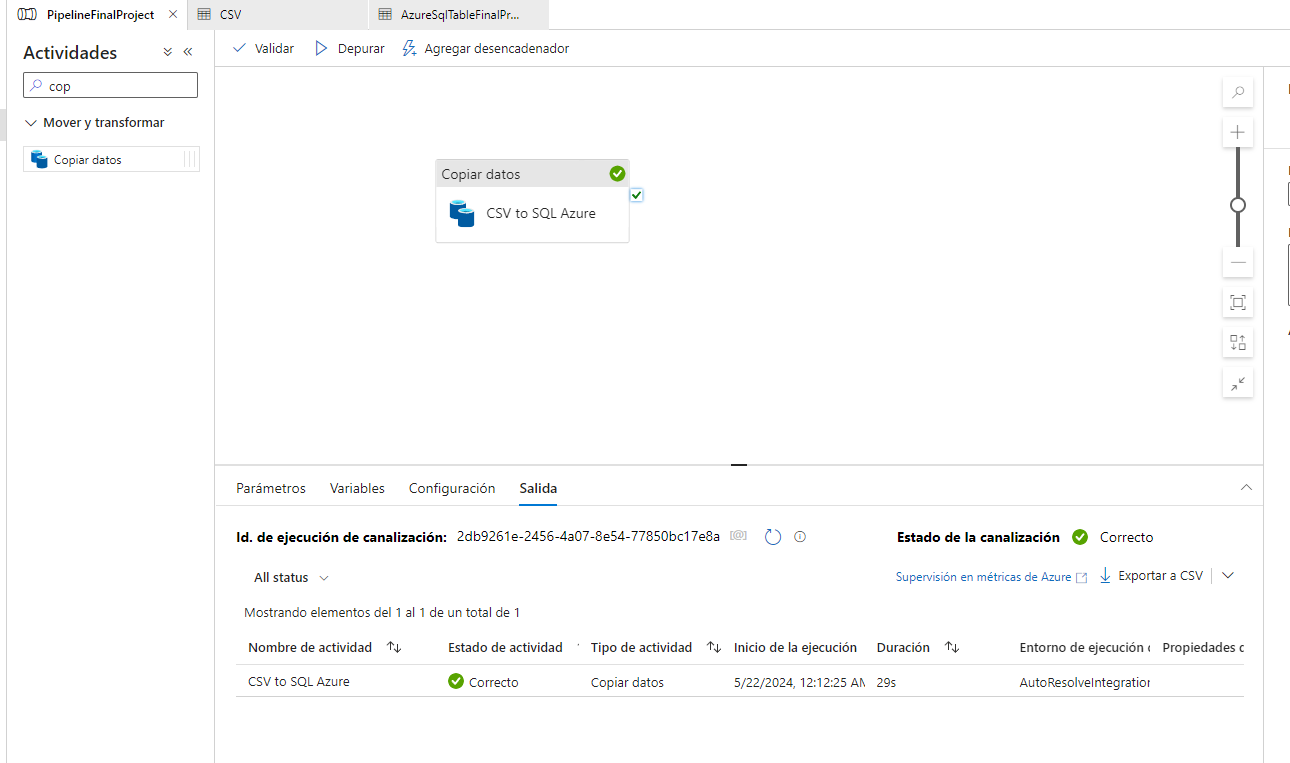 PipelineFinalProject
CSV
AzureSqlTableFinalPr...
Actividades
Validar
Depurar
Agregar desencadenador
cop
Mover y transformar
Copiar datos
Copiar datos
CSV to SQL Azure
Parámetros
Variables
Configuración
Salida
Id. de ejecución de canalización: 2db9261e-2456-4a07-8e54-77850bc17e8a
Estado de la canalización
Correcto
All status
Supervisión en métricas de Azure
Exportar a CSV
Mostrando elementos del 1 al 1 de un total de 1
Nombre de actividad
Estado de actividad
Tipo de actividad
Inicio de la ejecución
Duración
Entorno de ejecución
Propiedades
CSV to SQL Azure
Correcto
Copiar datos
5/22/2024, 12:12:25 AM
29s
AutoResolveIntegration